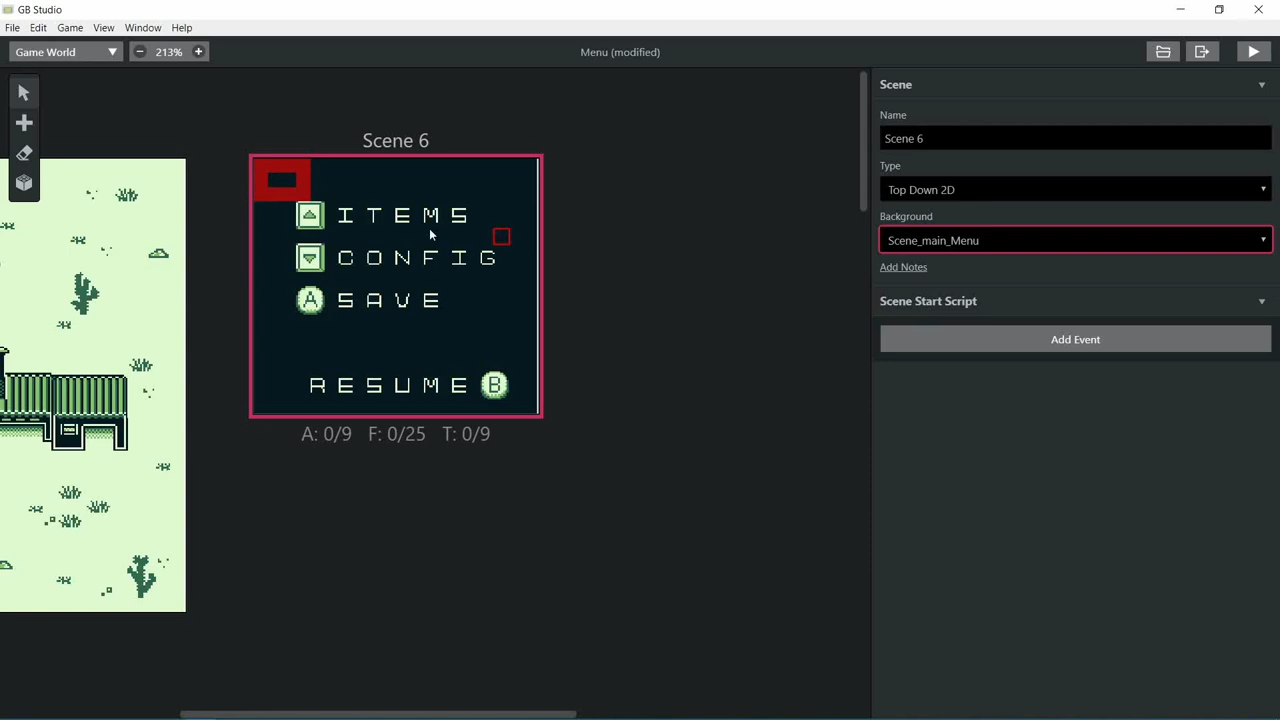 GB Studio
File Edit Game View Window Help
Game World 213% Menu (modified)
Scene 6
ITEMS
CONFIG
A SAVE
RESUME B
A: 0/9 F: 0/25 T: 0/9
Scene
Name
Scene 6
Type
Top Down 2D
Background
Scene_main_Menu
Add Notes
Scene Start Script
Add Event